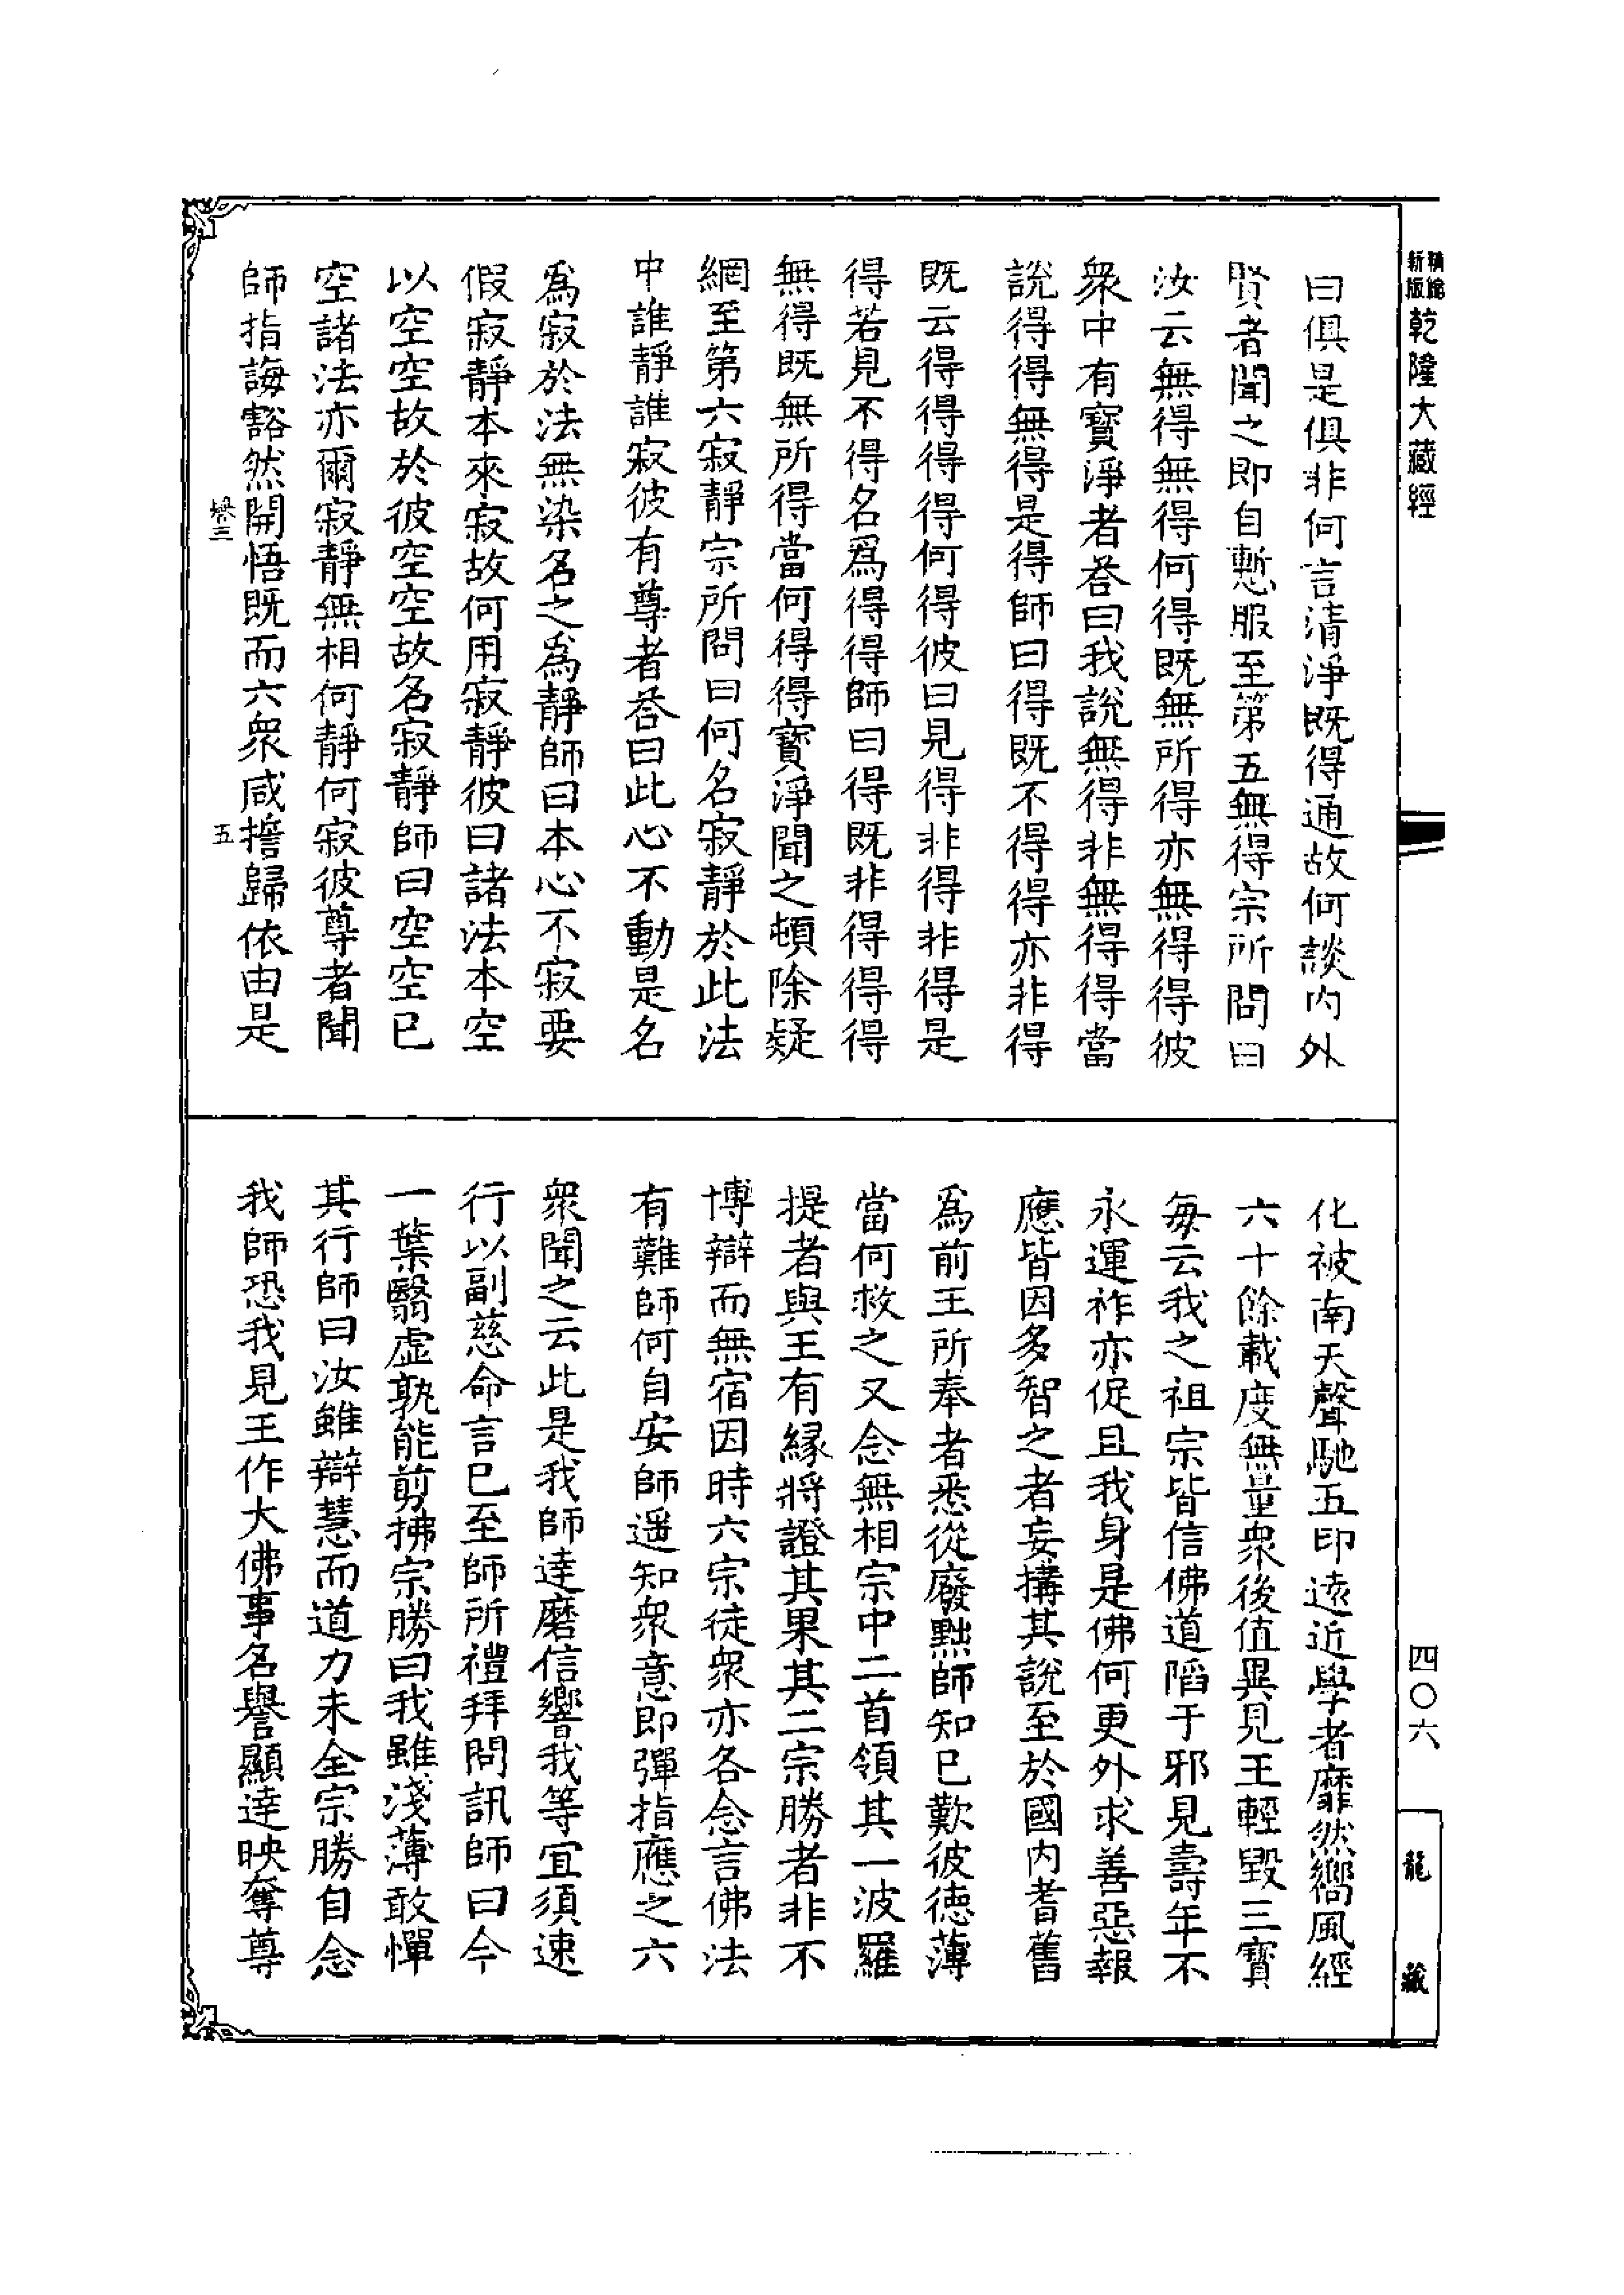 新版
乾隆大藏經
曰俱是俱非何言清淨既得通故何談內外
賢者聞之即自慙服至第五無得宗所問曰
汝云無得無得何得既無所得亦無得得彼
衆中有寳淨者荅曰我說無得非無得得當
說得得無得是得師曰得既不得得亦非得
既云得得得得何得彼曰見得非得非得是
得若見不得名爲得得師曰得既非得得得
無得既無所得當何得得寳淨聞之頓除疑
網至第六寂靜宗所問曰何名寂靜於此法
中誰靜誰寂彼有尊者荅曰此心不動是名
爲寂於法無染名之爲靜師曰本心不寂要
假寂靜本來寂故何用寂靜彼曰諸法本空
以空空故於彼空空故名寂靜師曰空空已
空諸法亦爾寂靜無相何靜何寂彼尊者聞
師指誨豁然開悟既而六衆咸誓歸依由是
五
化被南天聲馳五印遠近學者靡然嚮風經
六十餘載度無量衆後值異見王輕毀三寳
每云我之祖宗皆信佛道陷于邪見壽年不
永運祚亦促且我身是佛何更外求善惡報
應皆因多智之者妄搆其說至於國内耆舊
爲前王所奉者悉從廢黜師知已歎彼德薄
當何救之又念無相宗中二首領其一波羅
提者與王有緣將證其果其二宗勝者非不
博辯而無宿因時六宗徒衆亦各念言佛法
有難師何自安師遥知衆意即彈指應之六
衆聞之云此是我師達磨信響我等宜須速
行以副慈命言已至師所禮拜問訊師曰今
一葉翳虛孰能剪拂宗勝曰我雖淺薄敢憚
其行師曰汝雖辯慧而道力未全宗勝自念
我師恐我見王作大佛事名譽顯達映奪尊
四〇六
龍藏